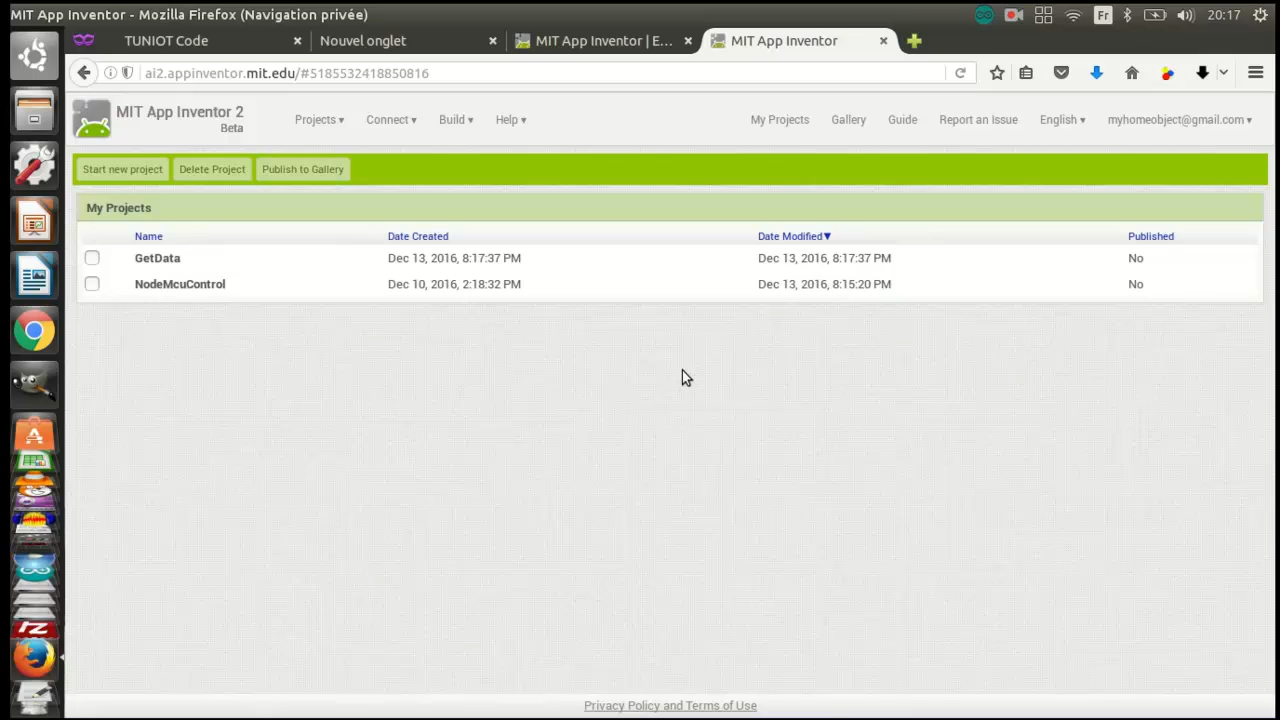 MIT App Inventor - Mozilla Firefox (Navigation privée) Fr 20:17
TUNIOT Code Nouvel onglet MIT App Inventor | E... MIT App Inventor
ai2.appinventor.mit.edu/#5185532418850816
MIT App Inventor 2
Beta
Projects Connect Build Help My Projects Gallery Guide Report an Issue English myhomeobject@gmail.com
Start new project Delete Project Publish to Gallery
My Projects
Name Date Created Date Modified Published
GetData Dec 13, 2016, 8:17:37 PM Dec 13, 2016, 8:17:37 PM No
NodeMcuControl Dec 10, 2016, 2:18:32 PM Dec 13, 2016, 8:15:20 PM No
Privacy Policy and Terms of Use